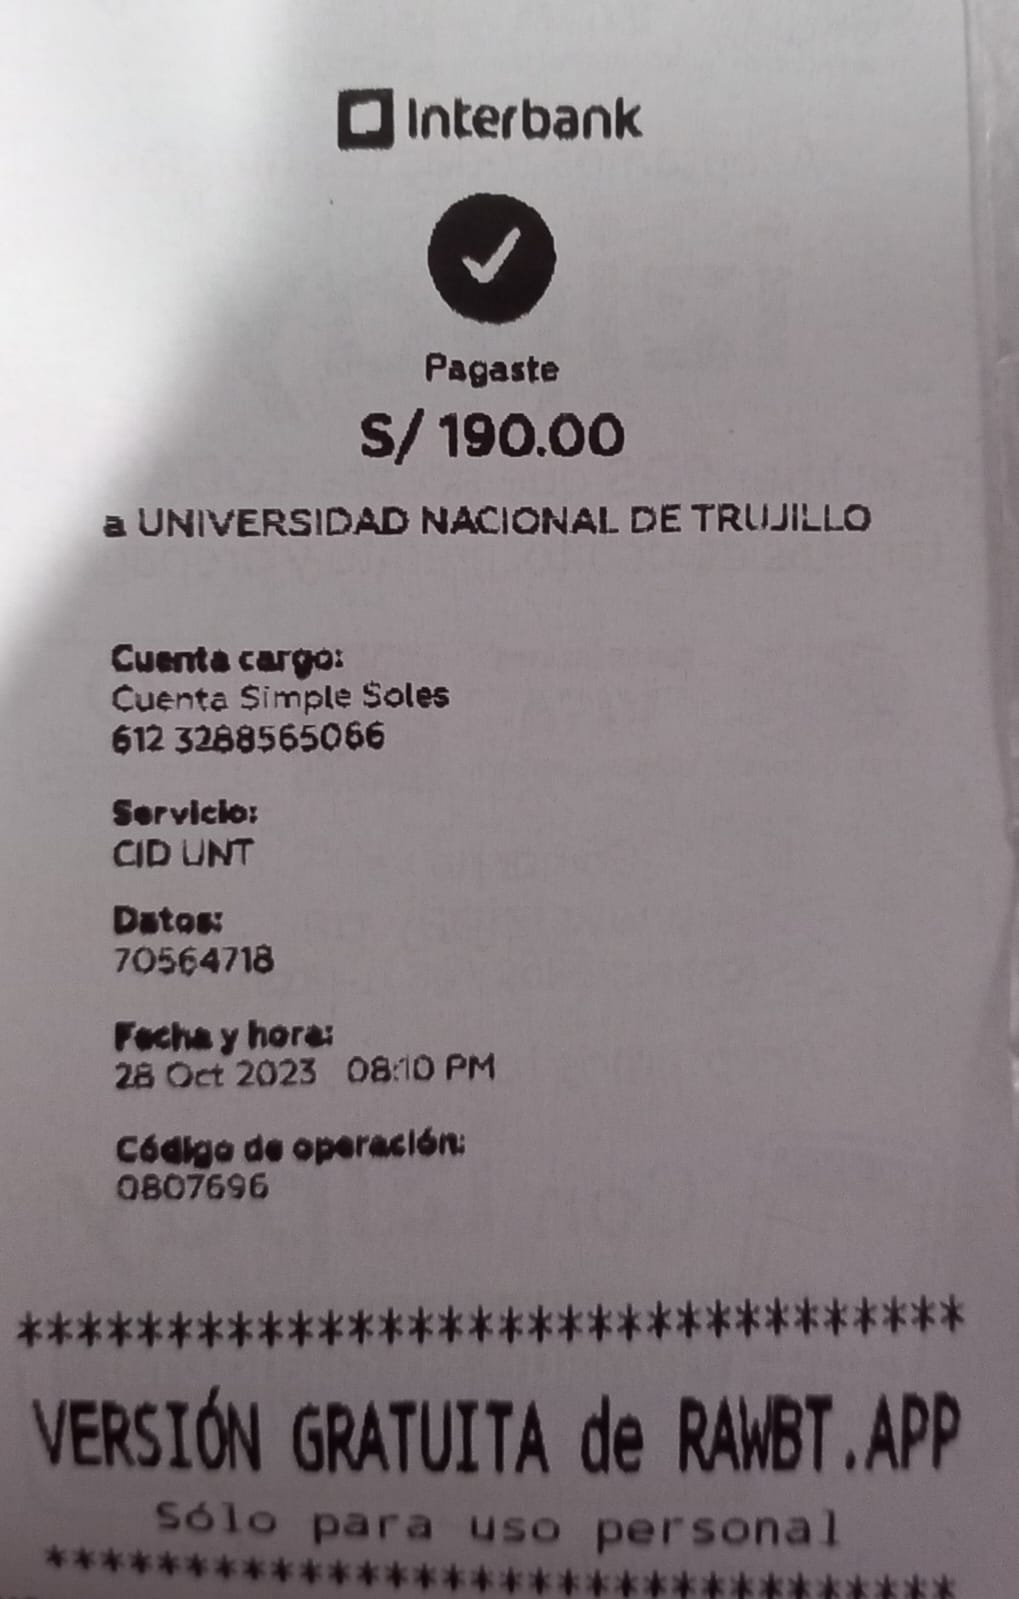 Interbank
Pagaste
S/ 190.00
a UNIVERSIDAD NACIONAL DE TRUJILLO
Cuenta cargo:
Cuenta Simple Soles
612 3288565066
Servicio:
CID UNT
Datos:
70564718
Fecha y hora:
28 Oct 2023 08:10 PM
Código de operación:
0807696
********************************
VERSIÓN GRATUITA de RAWBT.APP
Sólo para uso personal
********************************